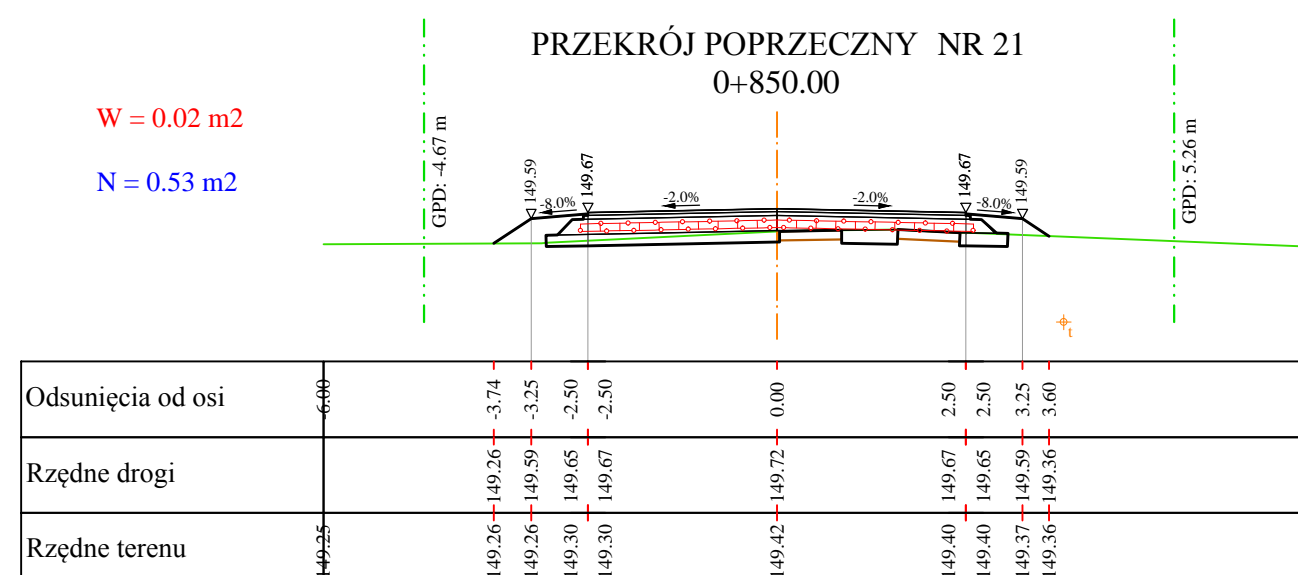 PRZEKRÓJ POPRZECZNY NR 21
0+850.00
W = 0.02 m2
N = 0.53 m2
GPD: -4.67 m
149.59
149.67
149.67
149.59
GPD: 5.26 m
-8.0%
-2.0%
-2.0%
-8.0%
t
Odsunięcia od osi -6.00 -3.74 -3.25 -2.50 -2.50 0.00 2.50 2.50 3.25 3.60
Rzędne drogi 149.26 149.59 149.65 149.67 149.72 149.67 149.65 149.59 149.36
Rzędne terenu 149.25 149.26 149.26 149.30 149.30 149.42 149.40 149.40 149.37 149.36